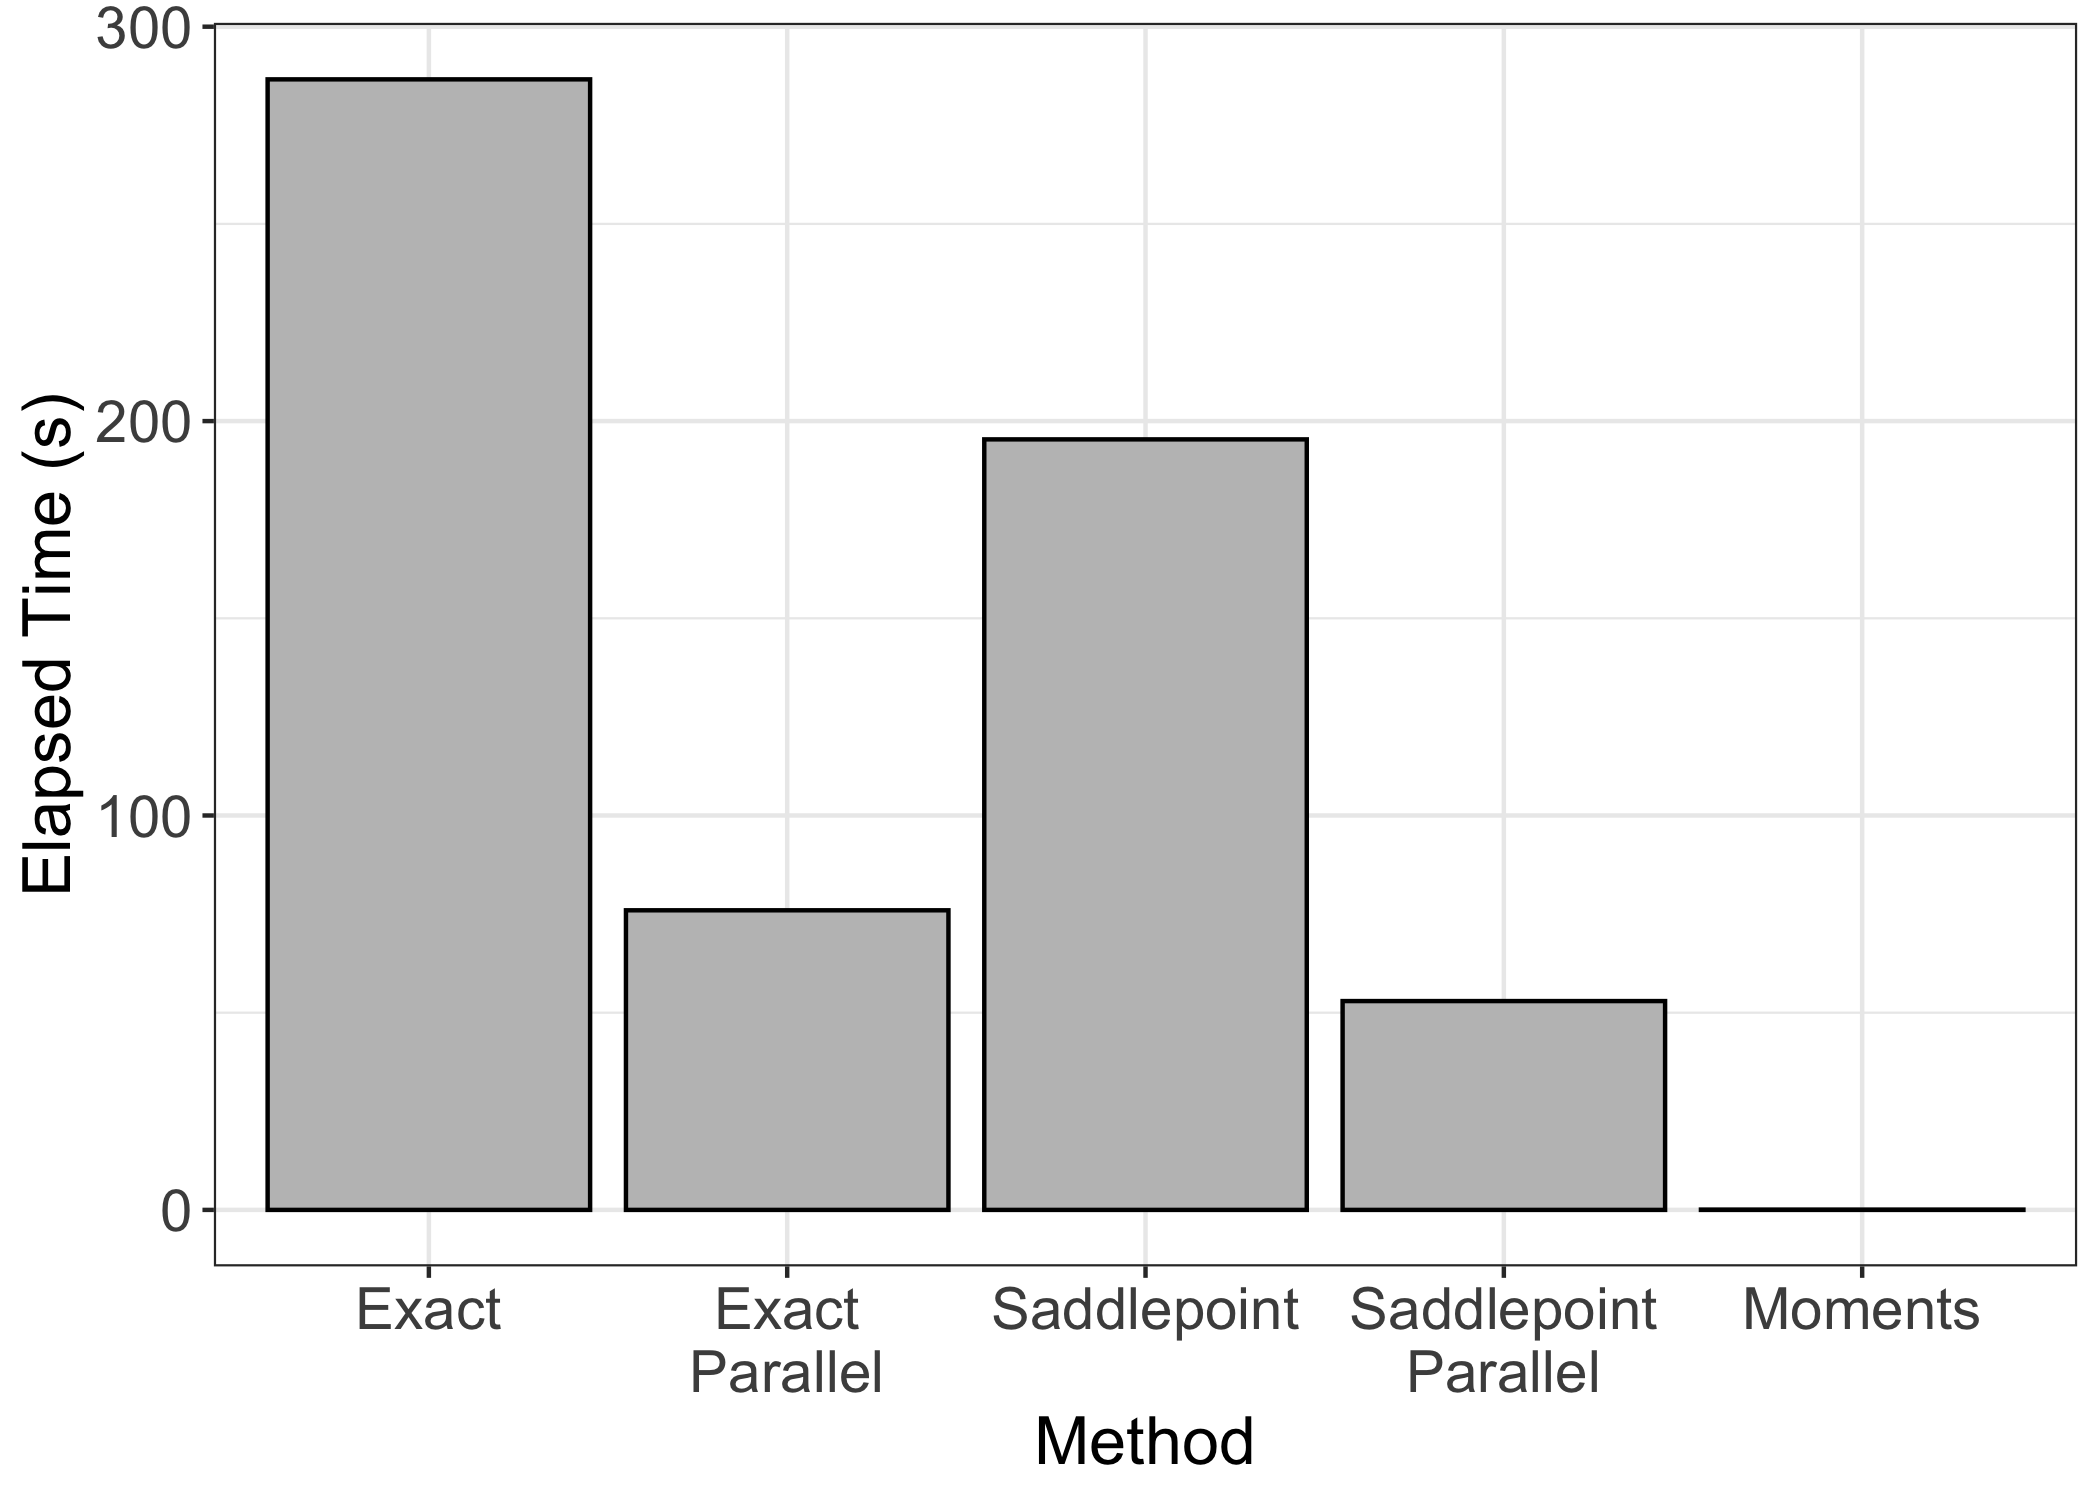 300
200
100
0
Elapsed Time (s)
Exact
Exact
Parallel
Saddlepoint
Saddlepoint
Parallel
Moments
Method